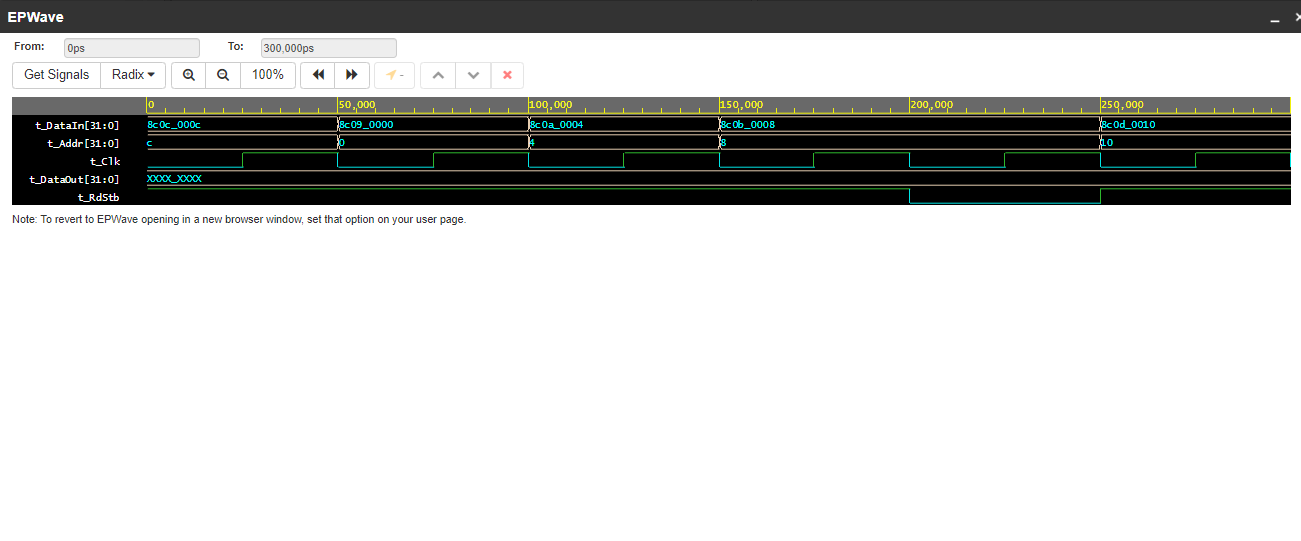 EPWave
From: 0ps To: 300,000ps
Get Signals Radix 100% -
0 50,000 100,000 150,000 200,000 250,000
t_DataIn[31:0] 8c0c_000c 8c09_0000 8c0a_0004 8c0b_0008 8c0d_0010
t_Addr[31:0] c 0 4 8 10
t_Clk
t_DataOut[31:0] XXXX_XXXX
t_RdStb
Note: To revert to EPWave opening in a new browser window, set that option on your user page.